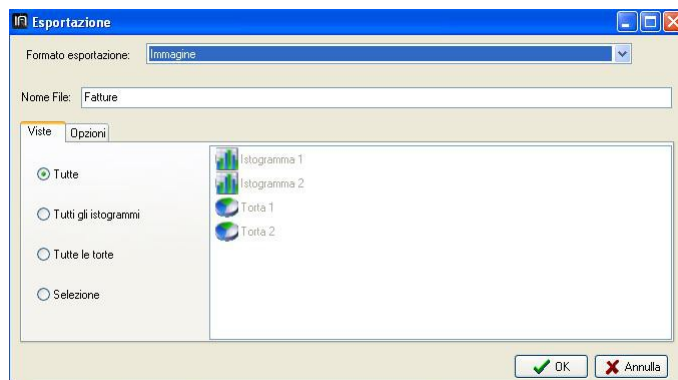 Esportazione
Formato esportazione: Immagine
Nome File: Fatture
Viste Opzioni
Tutte
Tutti gli istogrammi
Tutte le torte
Selezione
Istogramma 1
Istogramma 2
Torta 1
Torta 2
OK Annulla